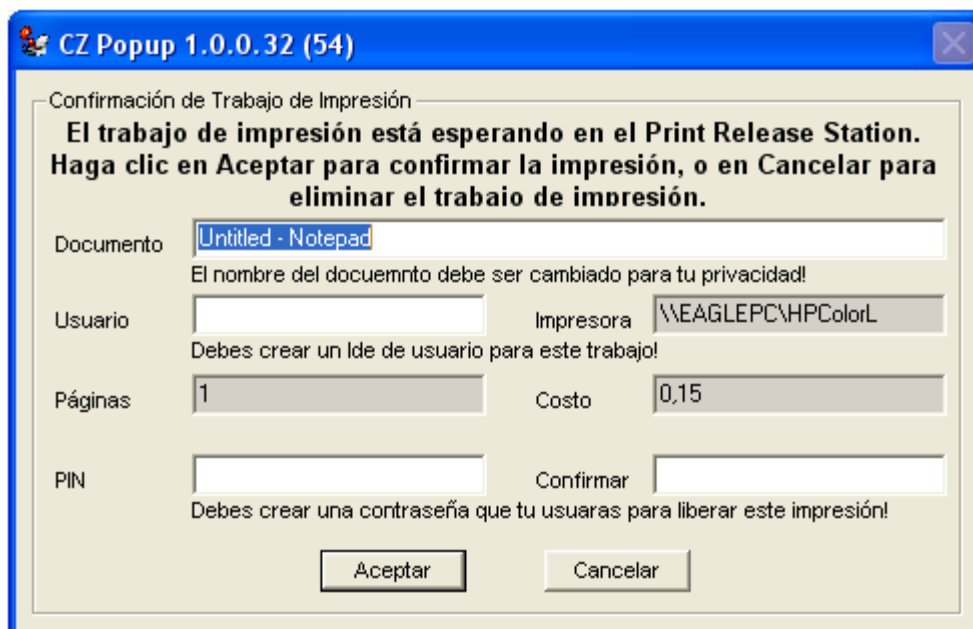 CZ Popup 1.0.0.32 (54)
Confirmación de Trabajo de Impresión
El trabajo de impresión está esperando en el Print Release Station.
Haga clic en Aceptar para confirmar la impresión, o en Cancelar para
eliminar el trabajo de impresión.
Documento Untitled - Notepad
El nombre del docuemnto debe ser cambiado para tu privacidad!
Usuario Impresora \\EAGLEPC\HPColorL
Debes crear un Ide de usuario para este trabajo!
Páginas 1 Costo 0,15
PIN Confirmar
Debes crear una contraseña que tu usuaras para liberar este impresión!
Aceptar Cancelar